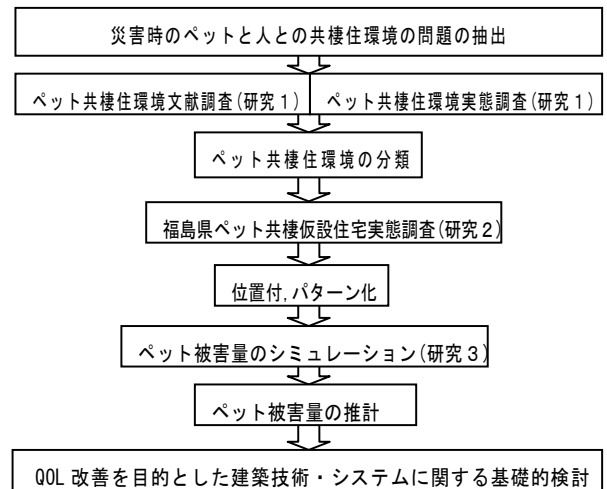 災害時のペットと人との共棲住環境の問題の抽出
ペット共棲住環境文献調査(研究1)
ペット共棲住環境実態調査(研究1)
ペット共棲住環境の分類
福島県ペット共棲仮設住宅実態調査(研究2)
位置付,パターン化
ペット被害量のシミュレーション(研究3)
ペット被害量の推計
QOL 改善を目的とした建築技術・システムに関する基礎的検討